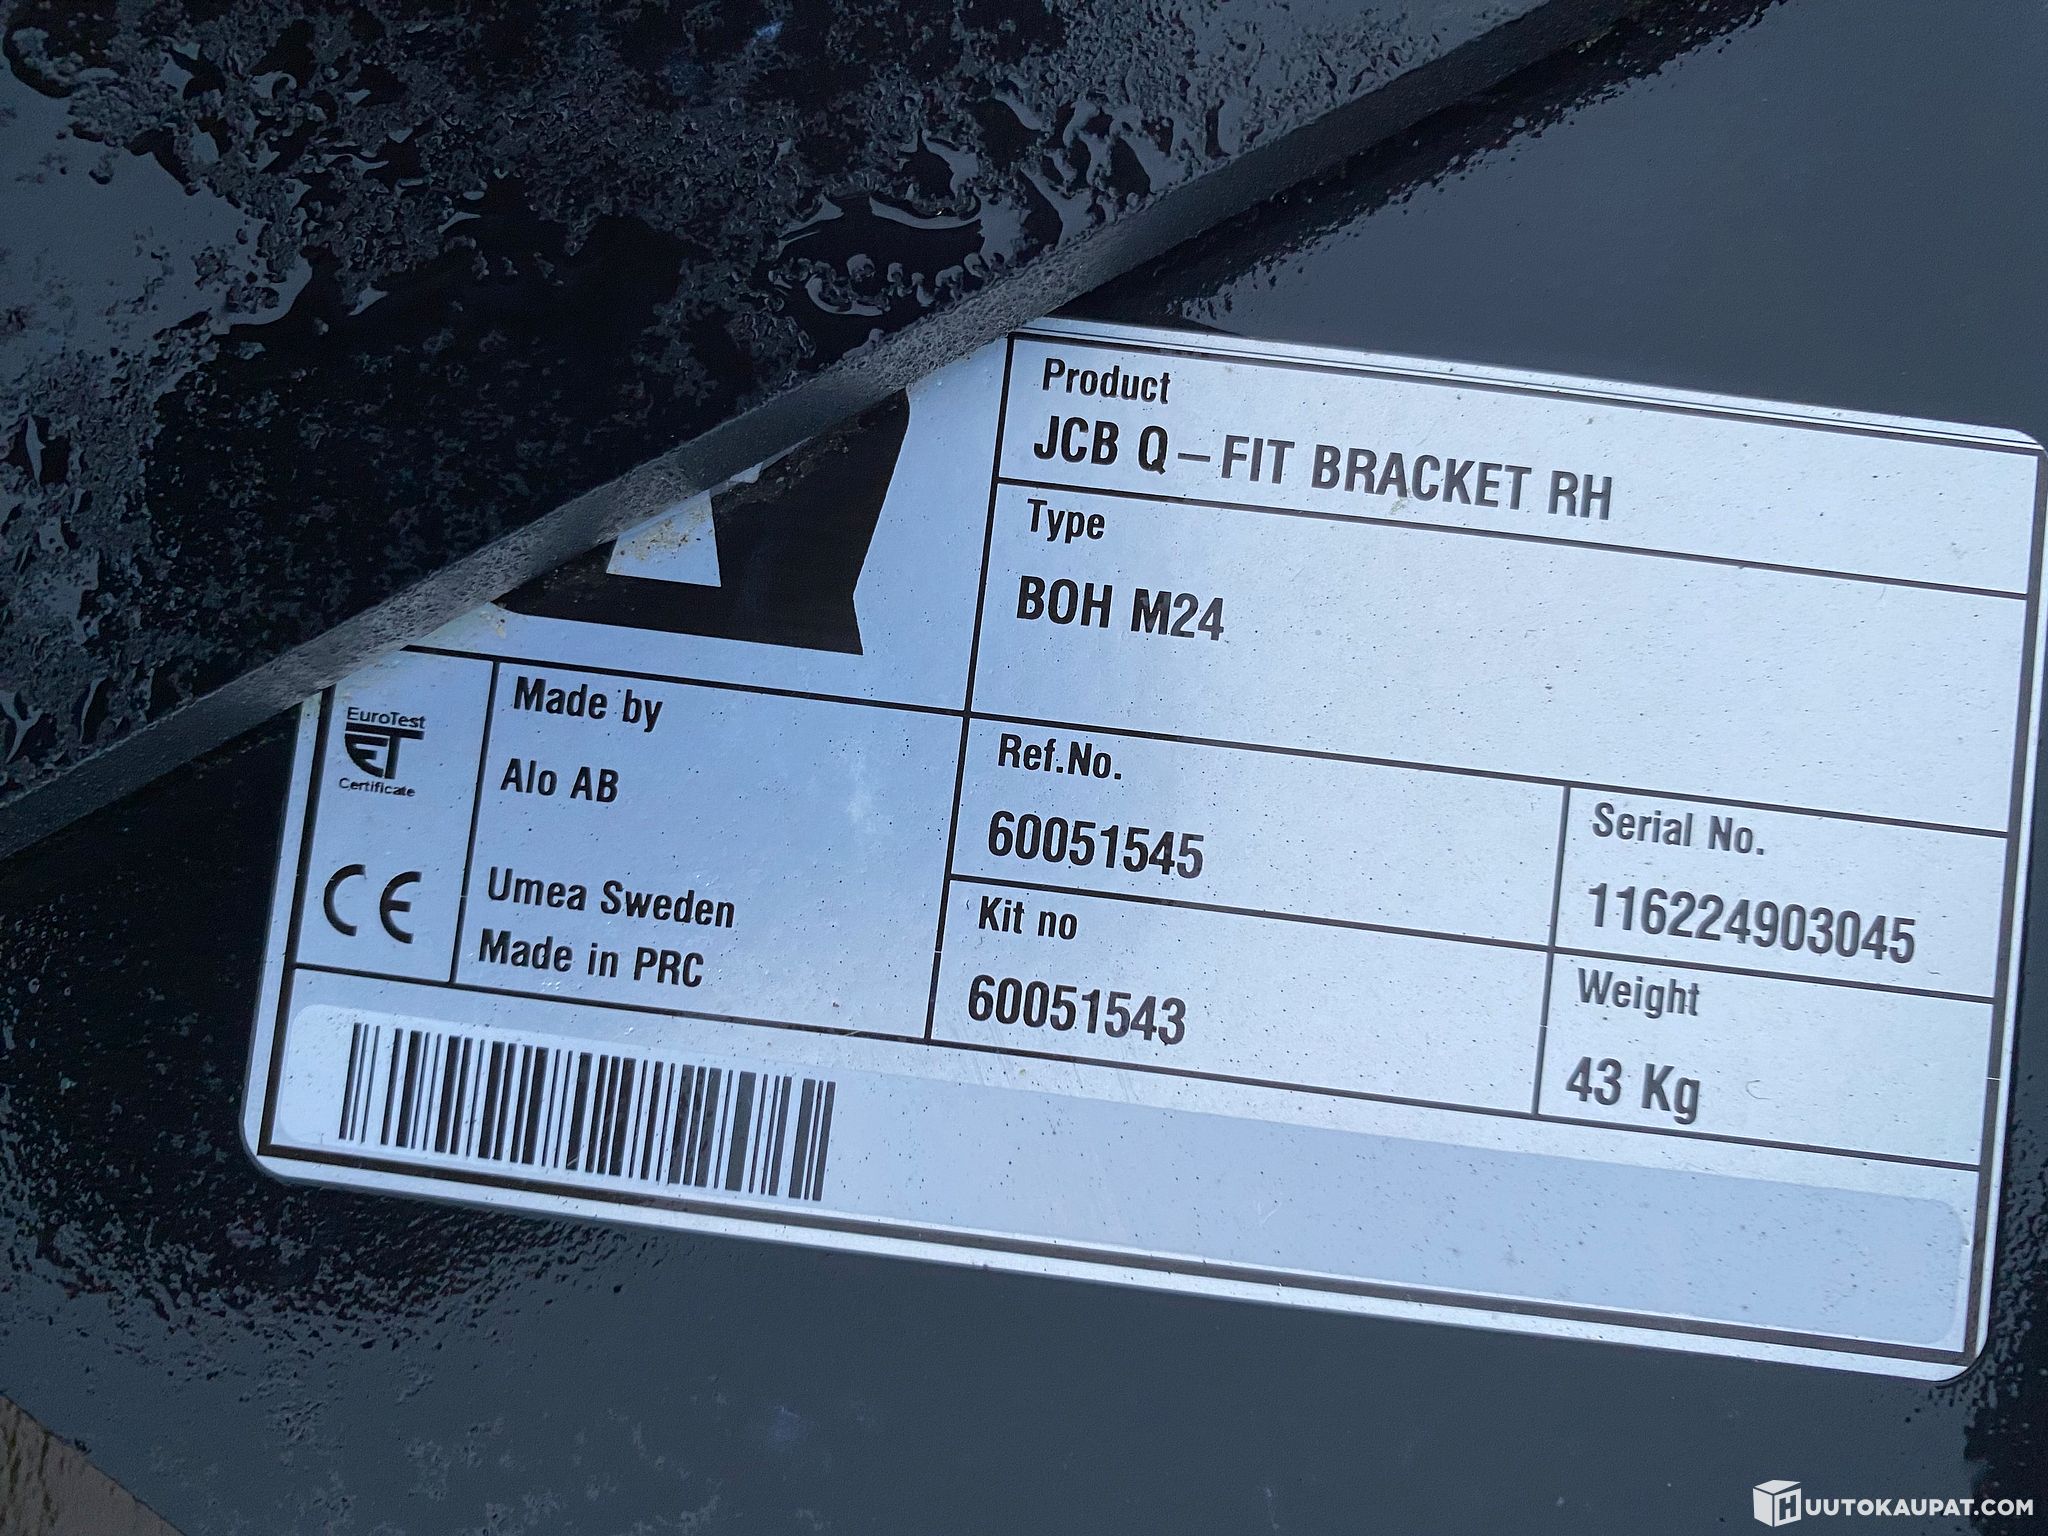 Product
JCB Q–FIT BRACKET RH
Type
BOH M24
EuroTest
ET
Certificate
CE
Made by
Alo AB
Umea Sweden
Made in PRC
Ref.No.
60051545
Serial No.
116224903045
Kit no
60051543
Weight
43 Kg
HUUTOKAUPAT.COM